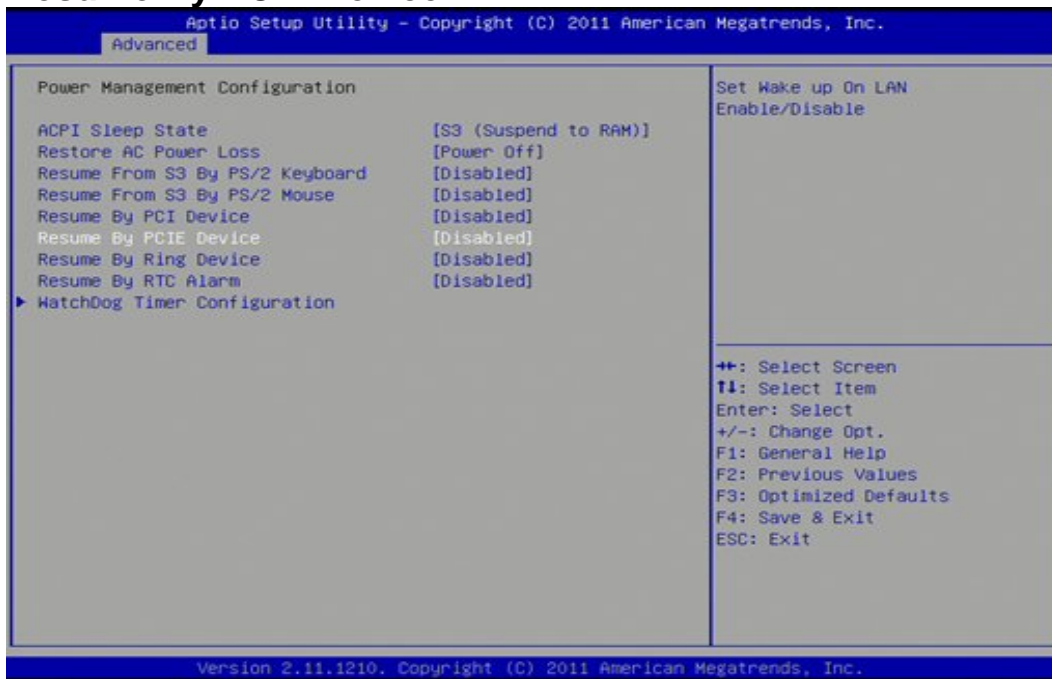 Aptio Setup Utility – Copyright (C) 2011 American Megatrends, Inc.
Advanced
Power Management Configuration
ACPI Sleep State [S3 (Suspend to RAM)]
Restore AC Power Loss [Power Off]
Resume From S3 By PS/2 Keyboard [Disabled]
Resume From S3 By PS/2 Mouse [Disabled]
Resume By PCI Device [Disabled]
Resume By PCIE Device [Disabled]
Resume By Ring Device [Disabled]
Resume By RTC Alarm [Disabled]
WatchDog Timer Configuration
Set Wake up On LAN
Enable/Disable
→←: Select Screen
↑↓: Select Item
Enter: Select
+/-: Change Opt.
F1: General Help
F2: Previous Values
F3: Optimized Defaults
F4: Save & Exit
ESC: Exit
Version 2.11.1210. Copyright (C) 2011 American Megatrends, Inc.